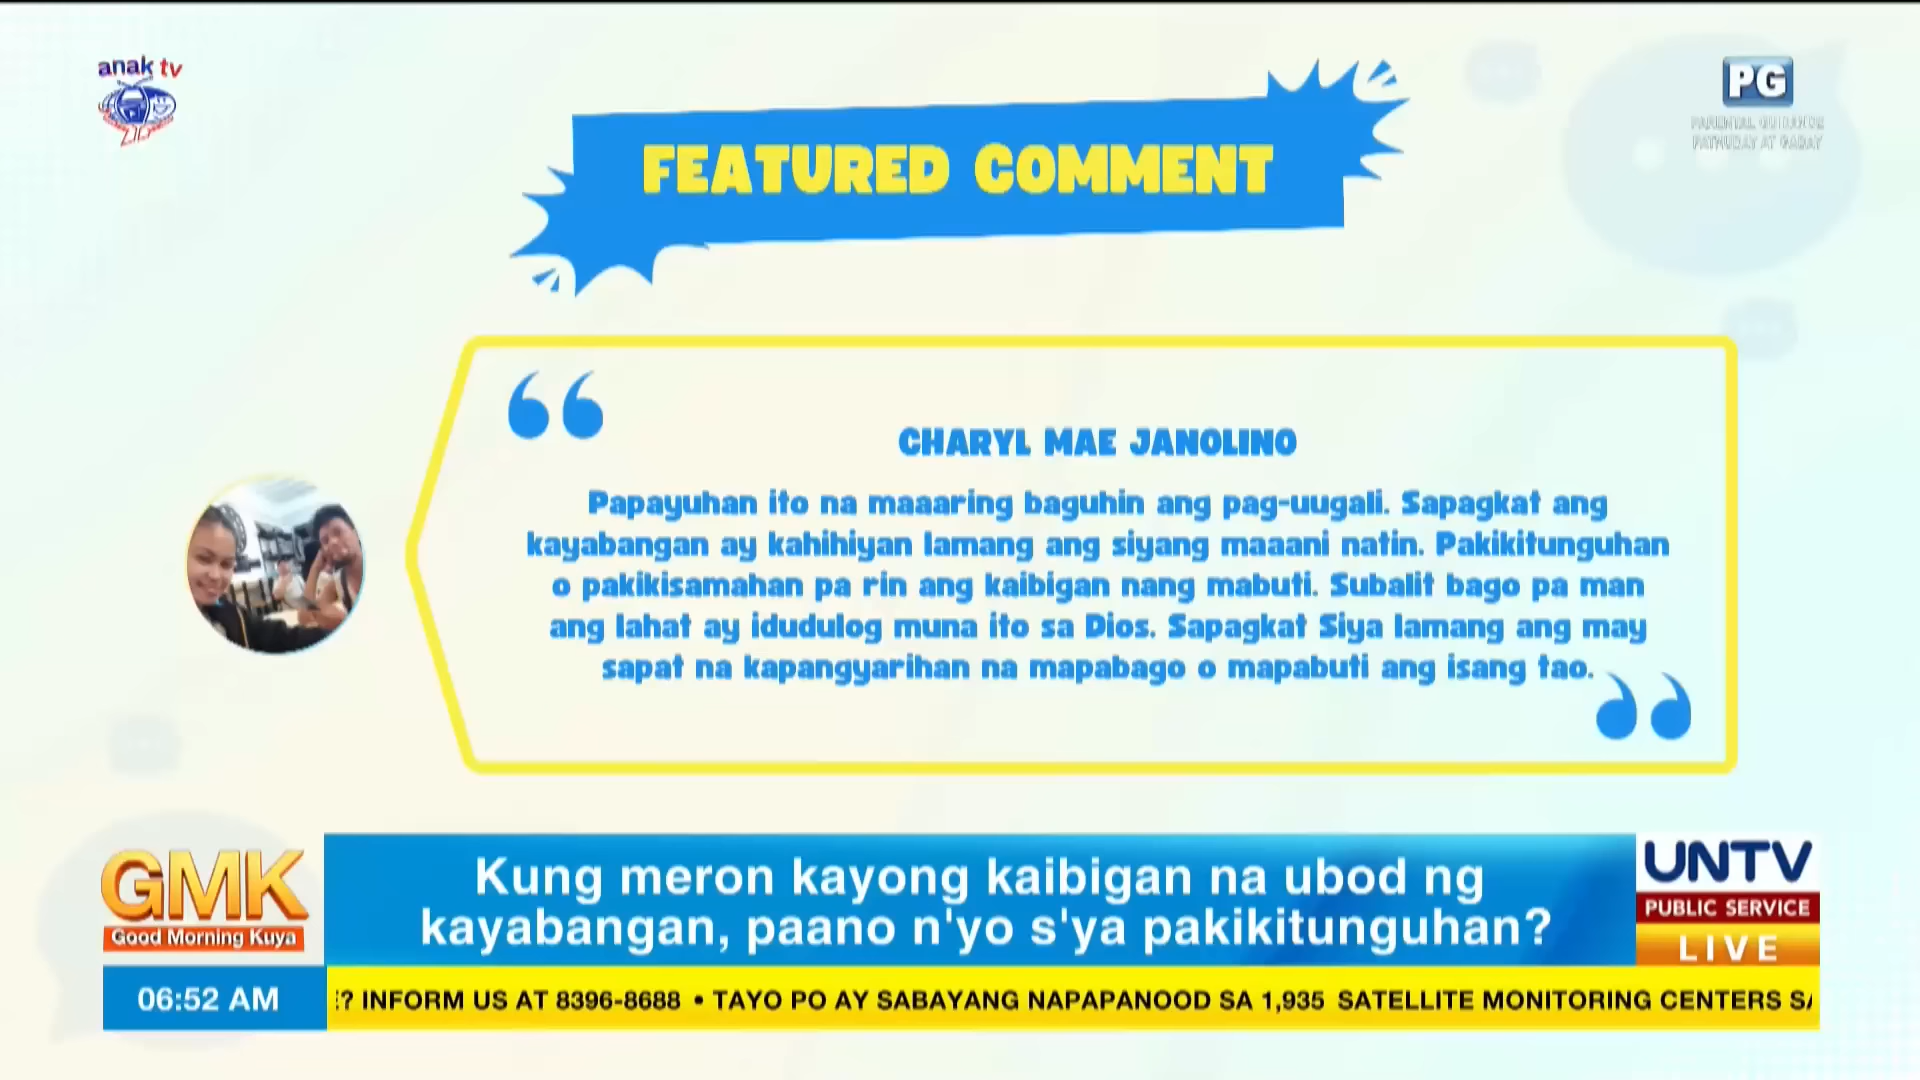 anak tv
PG
PARENTAL GUIDANCE
PATNUBAY AT GABAY
FEATURED COMMENT
CHARYL MAE JANOLINO
Papayuhan ito na maaaring baguhin ang pag-uugali. Sapagkat ang
kayabangan ay kahihiyan lamang ang siyang maaani natin. Pakikitunguhan
o pakikisamahan pa rin ang kaibigan nang mabuti. Subalit bago pa man
ang lahat ay idudulog muna ito sa Dios. Sapagkat Siya lamang ang may
sapat na kapangyarihan na mapabago o mapabuti ang isang tao.
GMK
Good Morning Kuya
Kung meron kayong kaibigan na ubod ng
kayabangan, paano n'yo s'ya pakikitunguhan?
UNTV
PUBLIC SERVICE
LIVE
06:52 AM
? INFORM US AT 8396-8688 • TAYO PO AY SABAYANG NAPAPANOOD SA 1,935 SATELLITE MONITORING CENTERS